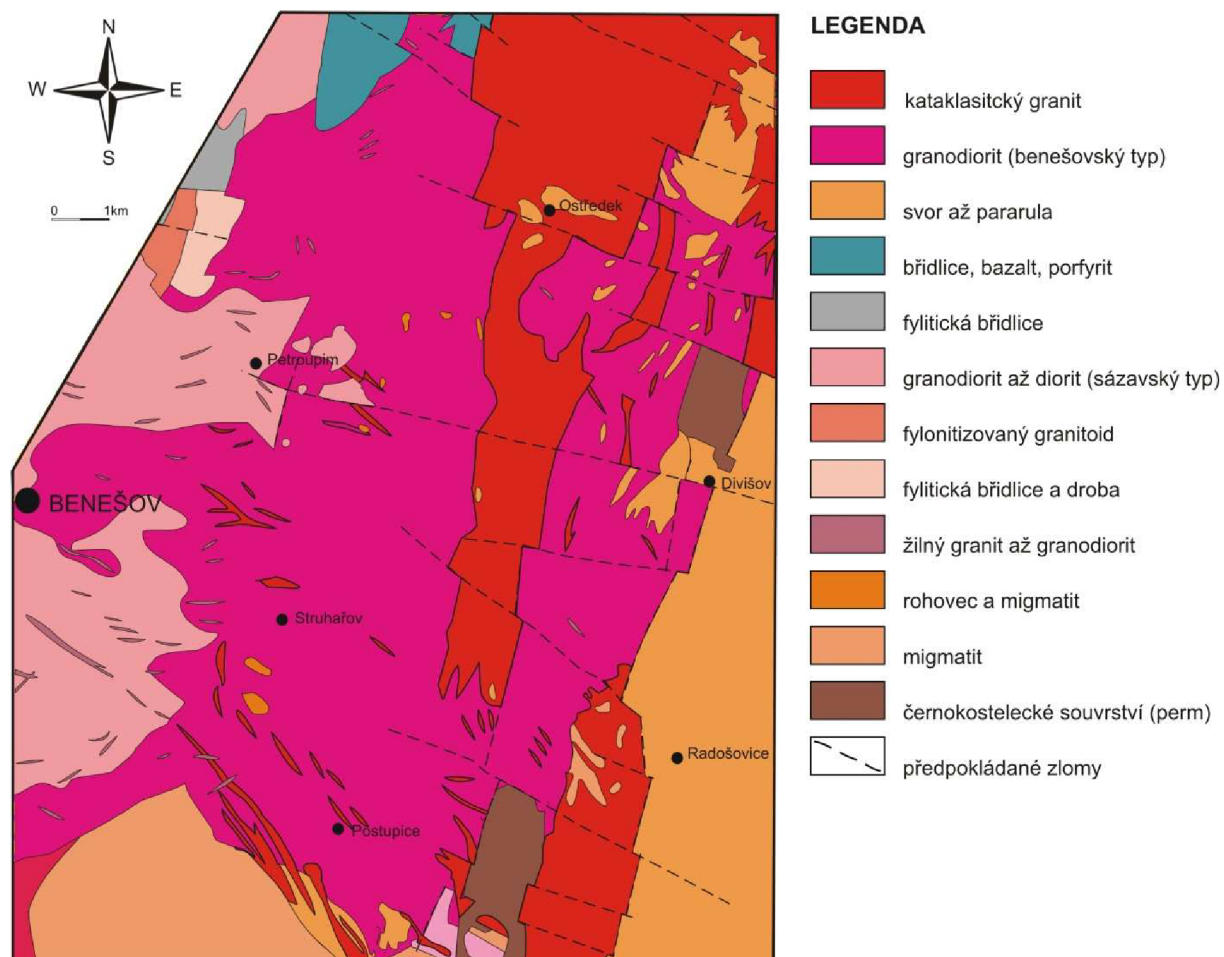 N
W
E
S
0 1km
Ostředek
Petroupim
Divišov
BENEŠOV
Struhařov
Radošovice
Postupice
LEGENDA
kataklasitcký granit
granodiorit (benešovský typ)
svor až pararula
břidlice, bazalt, porfyrit
fylitická břidlice
granodiorit až diorit (sázavský typ)
fylonitizovaný granitoid
fylitická břidlice a droba
žilný granit až granodiorit
rohovec a migmatit
migmatit
černokostelecké souvrství (perm)
předpokládané zlomy